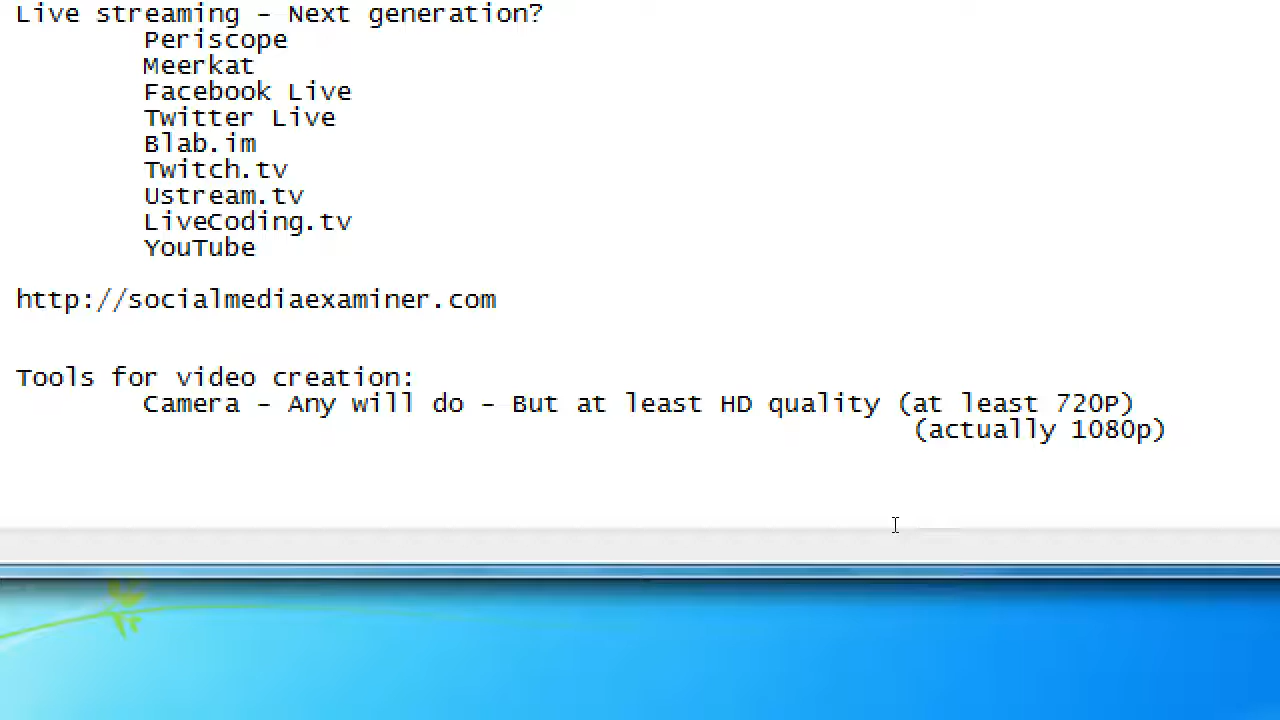 Live streaming – Next generation?
Periscope
Meerkat
Facebook Live
Twitter Live
Blab.im
Twitch.tv
Ustream.tv
LiveCoding.tv
YouTube
http://socialmediaexaminer.com
Tools for video creation:
Camera – Any will do – But at least HD quality (at least 720P)
(actually 1080p)